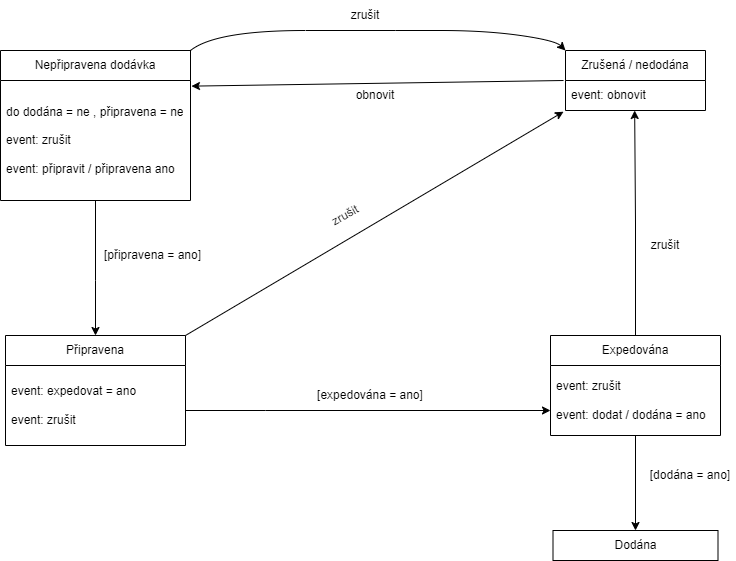 zrušit
Nepřipravena dodávka
do dodána = ne , připravena = ne
event: zrušit
event: připravit / připravena ano
Zrušená / nedodána
event: obnovit
obnovit
zrušit
[připravena = ano]
zrušit
Připravena
event: expedovat = ano
event: zrušit
[expedována = ano]
Expedována
event: zrušit
event: dodat / dodána = ano
[dodána = ano]
Dodána